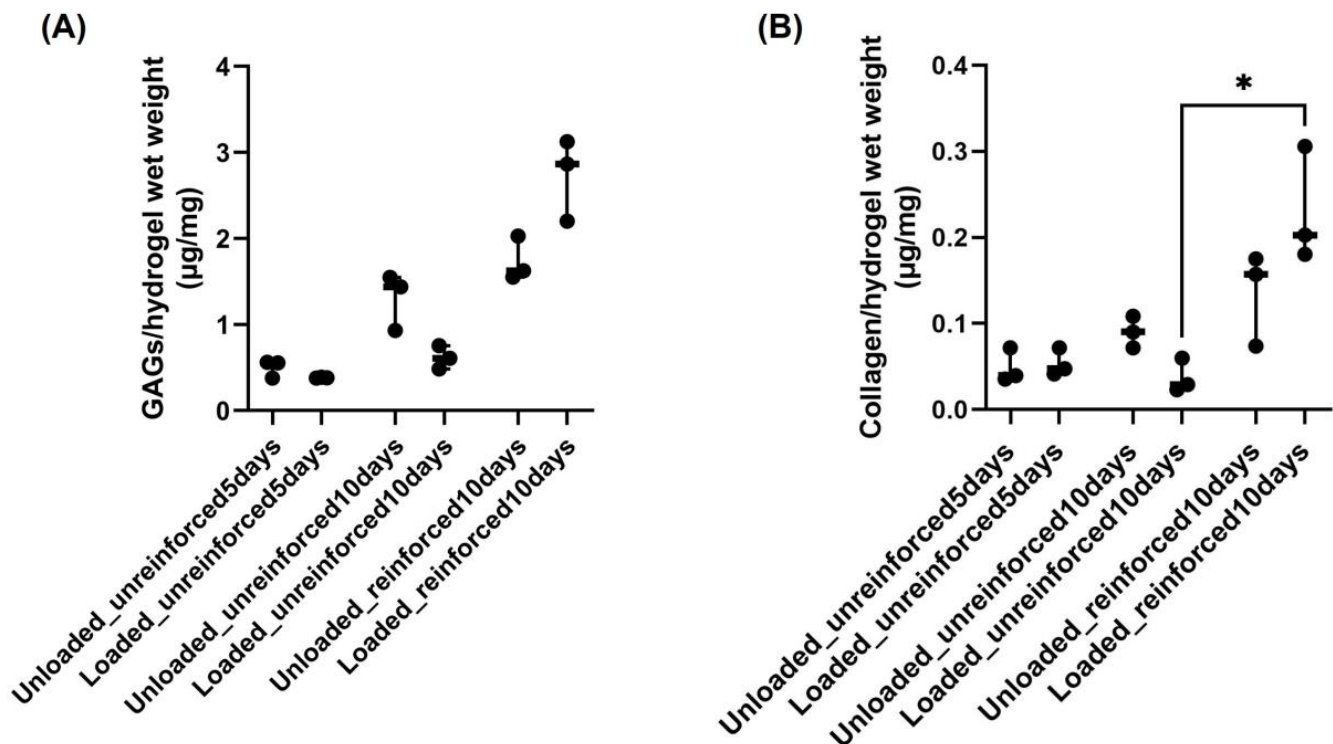 (A)
GAGs/hydrogel wet weight
(µg/mg)
4
3
2
1
0
Unloaded_unreinforced5days
Loaded_unreinforced5days
Unloaded_unreinforced10days
Loaded_unreinforced10days
Unloaded_reinforced10days
Loaded_reinforced10days
(B)
Collagen/hydrogel wet weight
(µg/mg)
0.4
0.3
0.2
0.1
0.0
*
Unloaded_unreinforced5days
Loaded_unreinforced5days
Unloaded_unreinforced10days
Loaded_unreinforced10days
Unloaded_reinforced10days
Loaded_reinforced10days